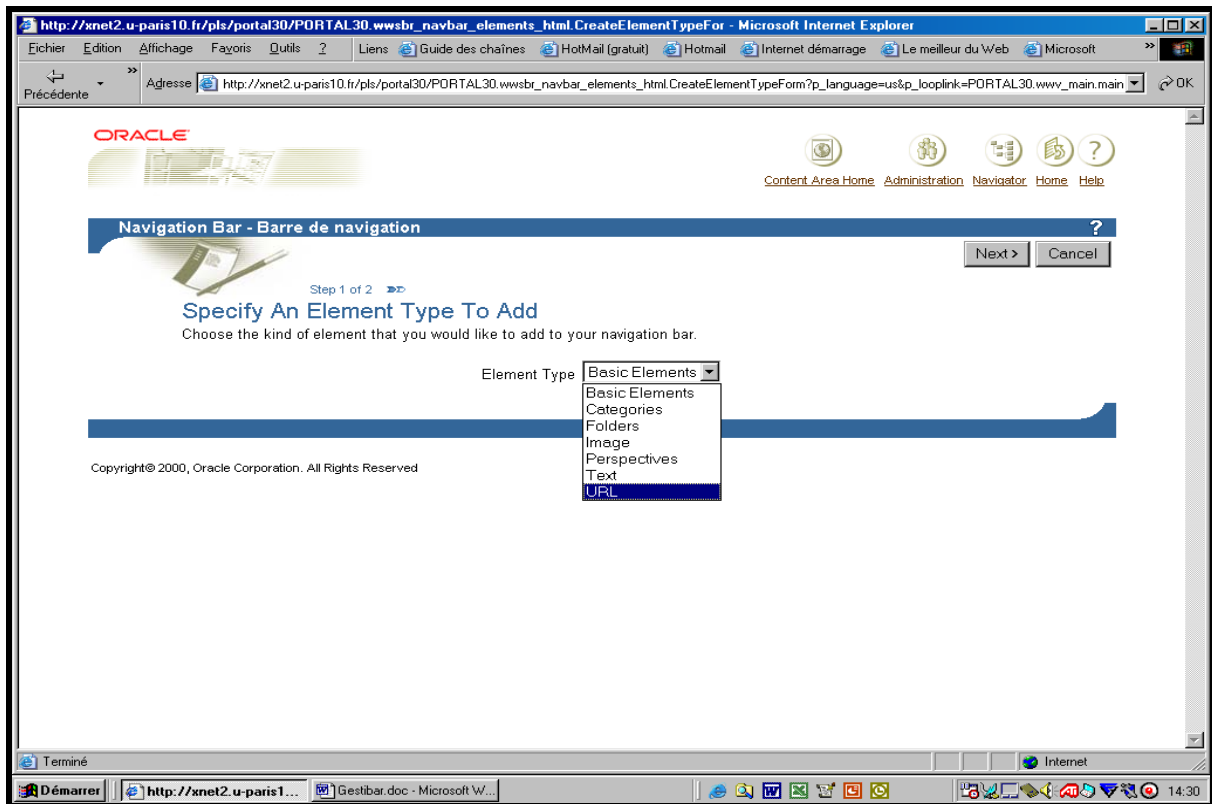 http://xnet2.u-paris10.fr/pls/portal30/PORTAL30.wwsbr_navbar_elements_html.CreateElementTypeFor - Microsoft Internet Explorer
Fichier Edition Affichage Favoris Outils ? Liens Guide des chaînes HotMail (gratuit) Hotmail Internet démarrage Le meilleur du Web Microsoft »
Précédente » Adresse http://xnet2.u-paris10.fr/pls/portal30/PORTAL30.wwsbr_navbar_elements_html.CreateElementTypeForm?p_language=us&p_looplink=PORTAL30.wwv_main.main OK
ORACLE
Content Area Home Administration Navigator Home Help
Navigation Bar - Barre de navigation ?
Next > Cancel
Step 1 of 2
Specify An Element Type To Add
Choose the kind of element that you would like to add to your navigation bar.
Element Type Basic Elements
Basic Elements
Categories
Folders
Image
Perspectives
Text
URL
Copyright© 2000, Oracle Corporation. All Rights Reserved
Terminé Internet
Démarrer http://xnet2.u-paris1... Gestibar.doc - Microsoft W... 14:30